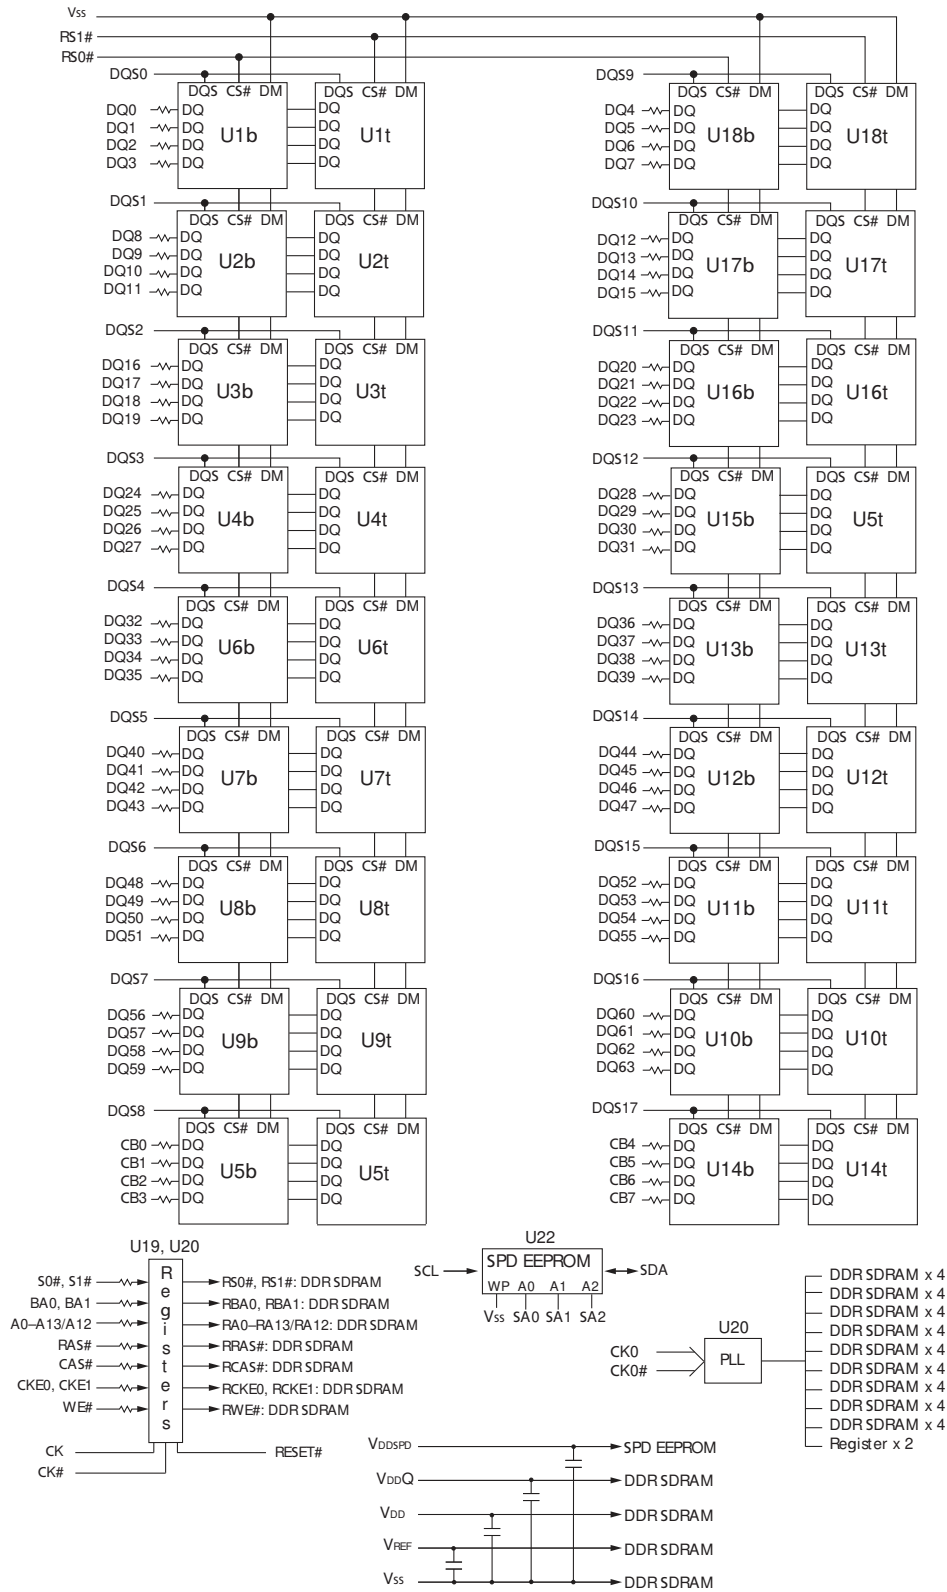 Vss
RS1#
RS0#
DQS0
DQS CS# DM
DQS CS# DM
DQ0
DQ1
DQ2
DQ3
DQ
DQ
DQ
DQ
U1b
DQ
DQ
DQ
DQ
U1t
DQS1
DQS CS# DM
DQS CS# DM
DQ8
DQ9
DQ10
DQ11
DQ
DQ
DQ
DQ
U2b
DQ
DQ
DQ
DQ
U2t
DQS2
DQS CS# DM
DQS CS# DM
DQ16
DQ17
DQ18
DQ19
DQ
DQ
DQ
DQ
U3b
DQ
DQ
DQ
DQ
U3t
DQS3
DQS CS# DM
DQS CS# DM
DQ24
DQ25
DQ26
DQ27
DQ
DQ
DQ
DQ
U4b
DQ
DQ
DQ
DQ
U4t
DQS4
DQS CS# DM
DQS CS# DM
DQ32
DQ33
DQ34
DQ35
DQ
DQ
DQ
DQ
U6b
DQ
DQ
DQ
DQ
U6t
DQS5
DQS CS# DM
DQS CS# DM
DQ40
DQ41
DQ42
DQ43
DQ
DQ
DQ
DQ
U7b
DQ
DQ
DQ
DQ
U7t
DQS6
DQS CS# DM
DQS CS# DM
DQ48
DQ49
DQ50
DQ51
DQ
DQ
DQ
DQ
U8b
DQ
DQ
DQ
DQ
U8t
DQS7
DQS CS# DM
DQS CS# DM
DQ56
DQ57
DQ58
DQ59
DQ
DQ
DQ
DQ
U9b
DQ
DQ
DQ
DQ
U9t
DQS8
DQS CS# DM
DQS CS# DM
CB0
CB1
CB2
CB3
DQ
DQ
DQ
DQ
U5b
DQ
DQ
DQ
DQ
U5t
DQS9
DQS CS# DM
DQS CS# DM
DQ4
DQ5
DQ6
DQ7
DQ
DQ
DQ
DQ
U18b
DQ
DQ
DQ
DQ
U18t
DQS10
DQS CS# DM
DQS CS# DM
DQ12
DQ13
DQ14
DQ15
DQ
DQ
DQ
DQ
U17b
DQ
DQ
DQ
DQ
U17t
DQS11
DQS CS# DM
DQS CS# DM
DQ20
DQ21
DQ22
DQ23
DQ
DQ
DQ
DQ
U16b
DQ
DQ
DQ
DQ
U16t
DQS12
DQS CS# DM
DQS CS# DM
DQ28
DQ29
DQ30
DQ31
DQ
DQ
DQ
DQ
U15b
DQ
DQ
DQ
DQ
U5t
DQS13
DQS CS# DM
DQS CS# DM
DQ36
DQ37
DQ38
DQ39
DQ
DQ
DQ
DQ
U13b
DQ
DQ
DQ
DQ
U13t
DQS14
DQS CS# DM
DQS CS# DM
DQ44
DQ45
DQ46
DQ47
DQ
DQ
DQ
DQ
U12b
DQ
DQ
DQ
DQ
U12t
DQS15
DQS CS# DM
DQS CS# DM
DQ52
DQ53
DQ54
DQ55
DQ
DQ
DQ
DQ
U11b
DQ
DQ
DQ
DQ
U11t
DQS16
DQS CS# DM
DQS CS# DM
DQ60
DQ61
DQ62
DQ63
DQ
DQ
DQ
DQ
U10b
DQ
DQ
DQ
DQ
U10t
DQS17
DQS CS# DM
DQS CS# DM
CB4
CB5
CB6
CB7
DQ
DQ
DQ
DQ
U14b
DQ
DQ
DQ
DQ
U14t
U19, U20
Registers
S0#, S1#
BA0, BA1
A0–A13/A12
RAS#
CAS#
CKE0, CKE1
WE#
CK
CK#
RS0#, RS1#: DDR SDRAM
RBA0, RBA1: DDR SDRAM
RA0–RA13/RA12: DDR SDRAM
RRAS#: DDR SDRAM
RCAS#: DDR SDRAM
RCKE0, RCKE1: DDR SDRAM
RWE#: DDR SDRAM
RESET#
U22
SPD EEPROM
SCL
SDA
WP A0 A1 A2
Vss SA0 SA1 SA2
U20
CK0
CK0#
PLL
DDR SDRAM x 4
DDR SDRAM x 4
DDR SDRAM x 4
DDR SDRAM x 4
DDR SDRAM x 4
DDR SDRAM x 4
DDR SDRAM x 4
DDR SDRAM x 4
DDR SDRAM x 4
Register x 2
VDDSPD
SPD EEPROM
VDDQ
DDR SDRAM
VDD
DDR SDRAM
VREF
DDR SDRAM
Vss
DDR SDRAM